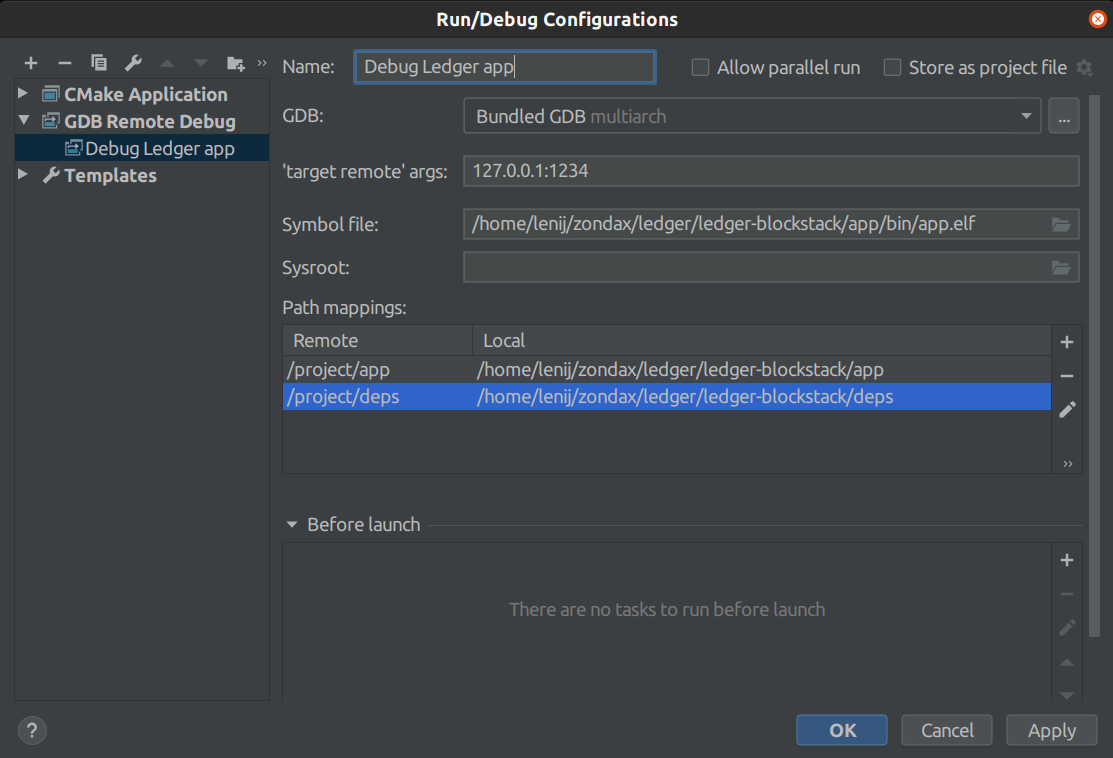 Run/Debug Configurations
Name: Debug Ledger app Allow parallel run Store as project file
CMake Application
GDB Remote Debug
Debug Ledger app
Templates
GDB: Bundled GDB multiarch ...
'target remote' args: 127.0.0.1:1234
Symbol file: /home/lenij/zondax/ledger/ledger-blockstack/app/bin/app.elf
Sysroot:
Path mappings:
Remote Local
/project/app /home/lenij/zondax/ledger/ledger-blockstack/app
/project/deps /home/lenij/zondax/ledger/ledger-blockstack/deps
Before launch
There are no tasks to run before launch
? OK Cancel Apply